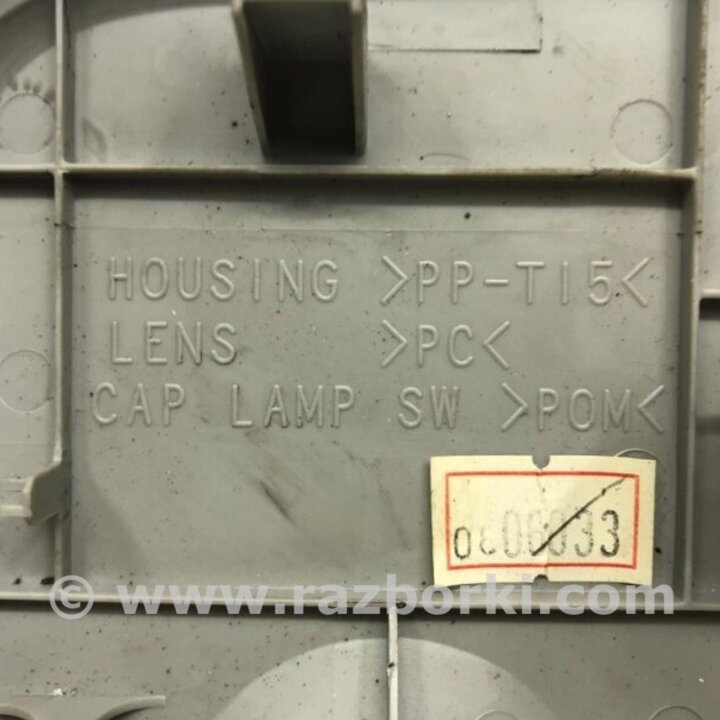 HOUSING >PP-T15<
LENS >PC<
CAP LAMP SW >POM<
© www.razborki.com